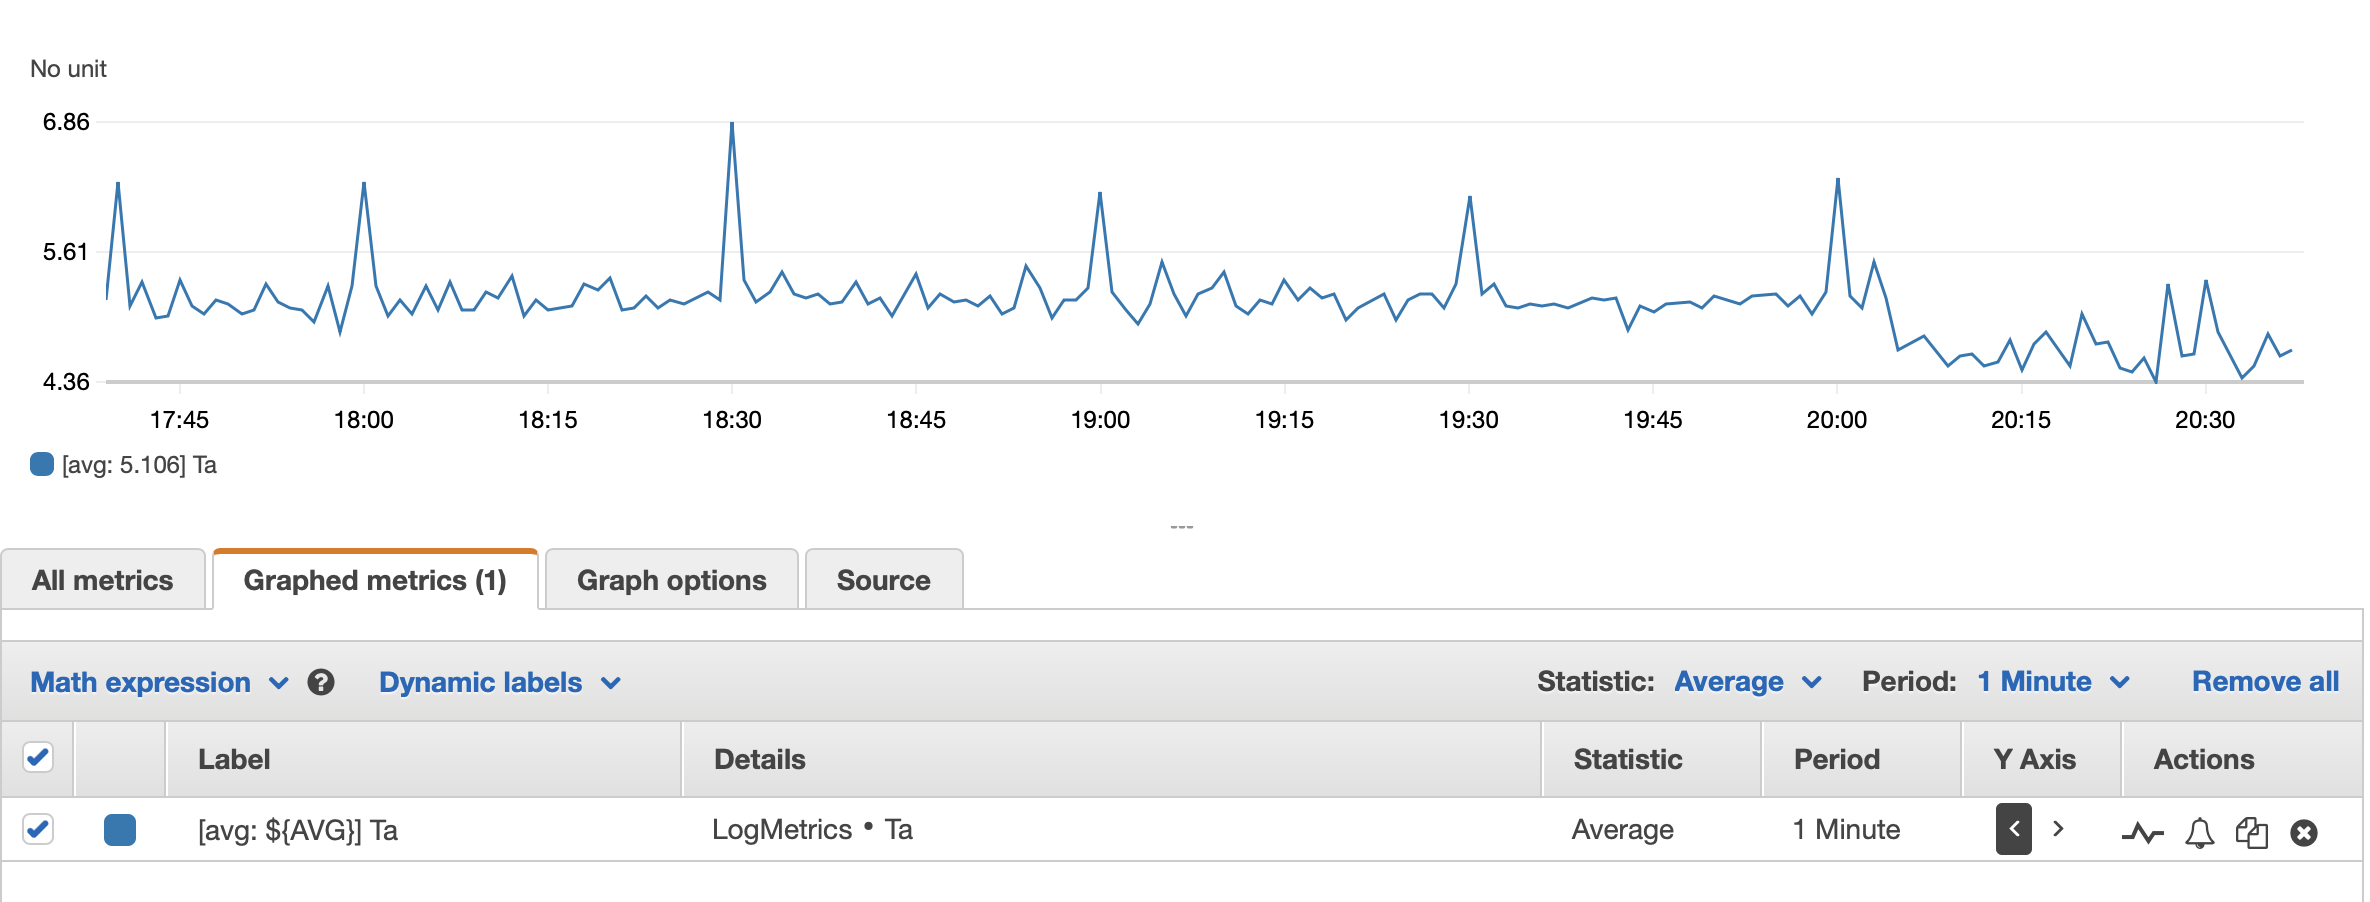 No unit
6.86
5.61
4.36
17:45 18:00 18:15 18:30 18:45 19:00 19:15 19:30 19:45 20:00 20:15 20:30
[avg: 5.106] Ta
All metrics Graphed metrics (1) Graph options Source
Math expression ? Dynamic labels Statistic: Average Period: 1 Minute Remove all
Label Details Statistic Period Y Axis Actions
[avg: ${AVG}] Ta LogMetrics • Ta Average 1 Minute < >